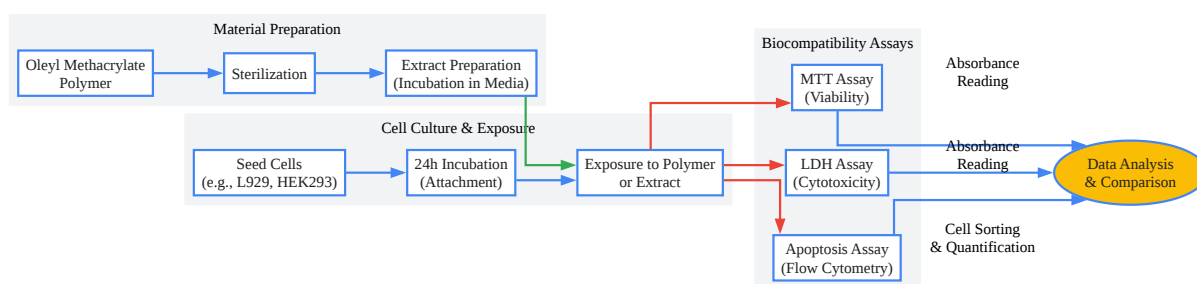 Material Preparation
Oleyl Methacrylate
Polymer
Sterilization
Extract Preparation
(Incubation in Media)
Cell Culture & Exposure
Seed Cells
(e.g., L929, HEK293)
24h Incubation
(Attachment)
Exposure to Polymer
or Extract
Biocompatibility Assays
MTT Assay
(Viability)
LDH Assay
(Cytotoxicity)
Apoptosis Assay
(Flow Cytometry)
Absorbance
Reading
Absorbance
Reading
Cell Sorting
& Quantification
Data Analysis
& Comparison